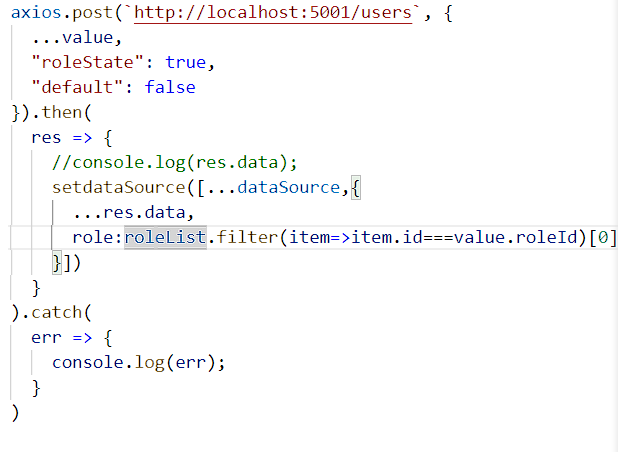 axios.post(`http://localhost:5001/users`, {
...value,
"roleState": true,
"default": false
}).then(
res => {
//console.log(res.data);
setdataSource([...dataSource,{
...res.data,
role:roleList.filter(item=>item.id===value.roleId)[0]
}])
}
).catch(
err => {
console.log(err);
}
)